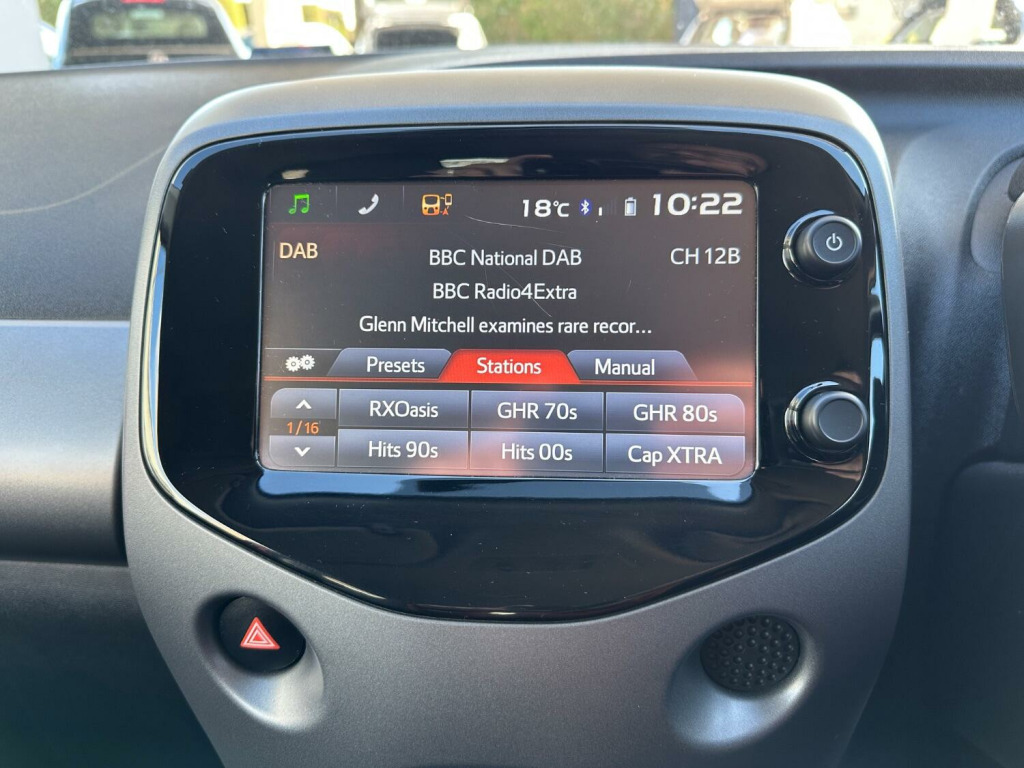 18°C 10:22
DAB BBC National DAB CH 12B
BBC Radio4Extra
Glenn Mitchell examines rare recor...
Presets Stations Manual
1/16 RXOasis GHR 70s GHR 80s
Hits 90s Hits 00s Cap XTRA